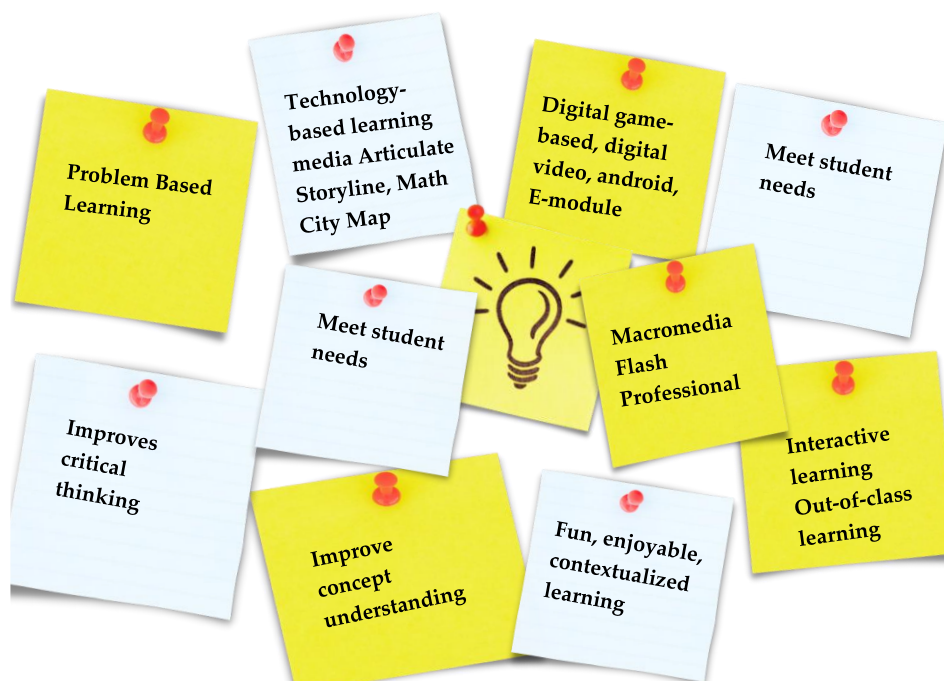 Problem Based
Learning
Technology-
based learning
media Articulate
Storyline, Math
City Map
Digital game-
based, digital
video, android,
E-module
Meet student
needs
Meet student
needs
Macromedia
Flash
Professional
Improves
critical
thinking
Interactive
learning
Out-of-class
learning
Improve
concept
understanding
Fun, enjoyable,
contextualized
learning